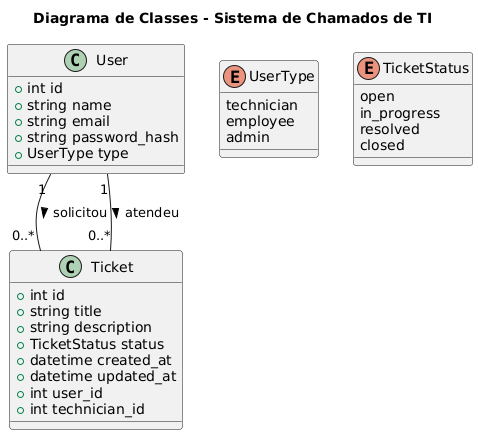 Diagrama de Classes - Sistema de Chamados de TI
C User
int id
string name
string email
string password_hash
UserType type
E UserType
technician
employee
admin
E TicketStatus
open
in_progress
resolved
closed
1
1
solicitou
atendeu
0..*
0..*
C Ticket
int id
string title
string description
TicketStatus status
datetime created_at
datetime updated_at
int user_id
int technician_id